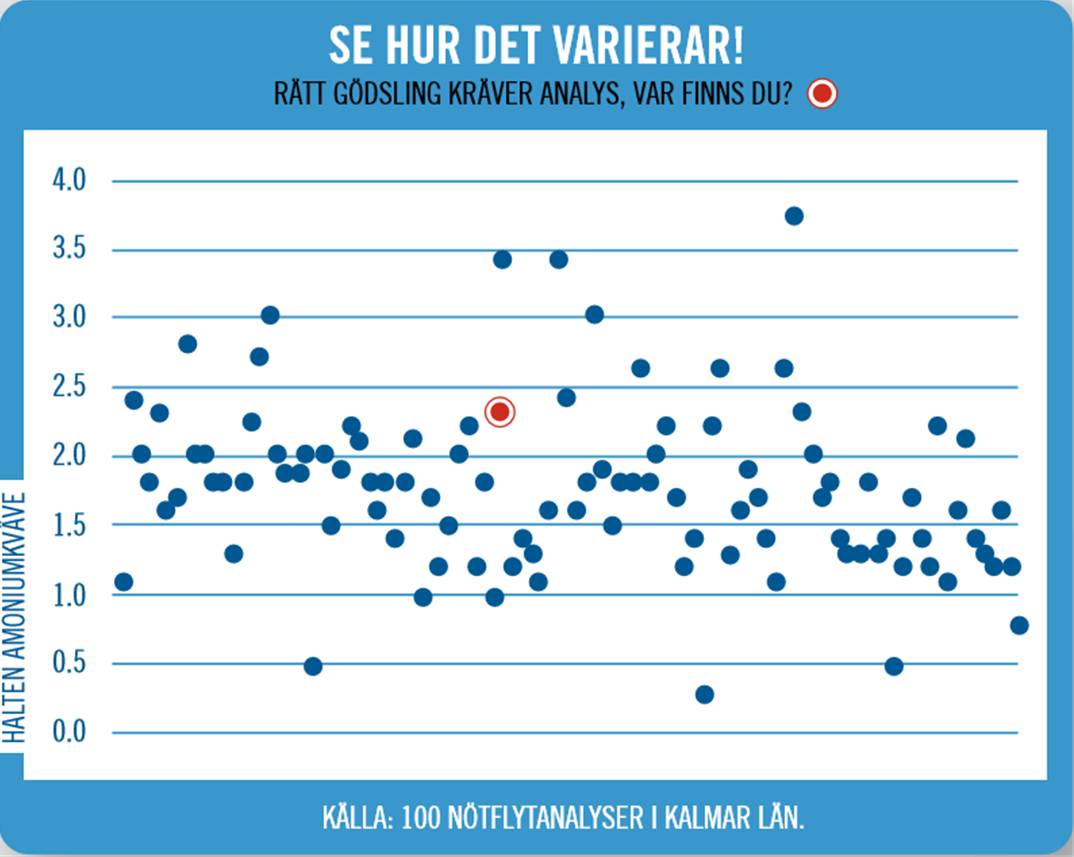 SE HUR DET VARIERAR!
RÄTT GÖDSLING KRÄVER ANALYS, VAR FINNS DU?
4.0
3.5
3.0
2.5
2.0
1.5
1.0
0.5
0.0
HALTEN AMONIUMKVÄVE
KÄLLA: 100 NÖTFLYTANALYSER I KALMAR LÄN.